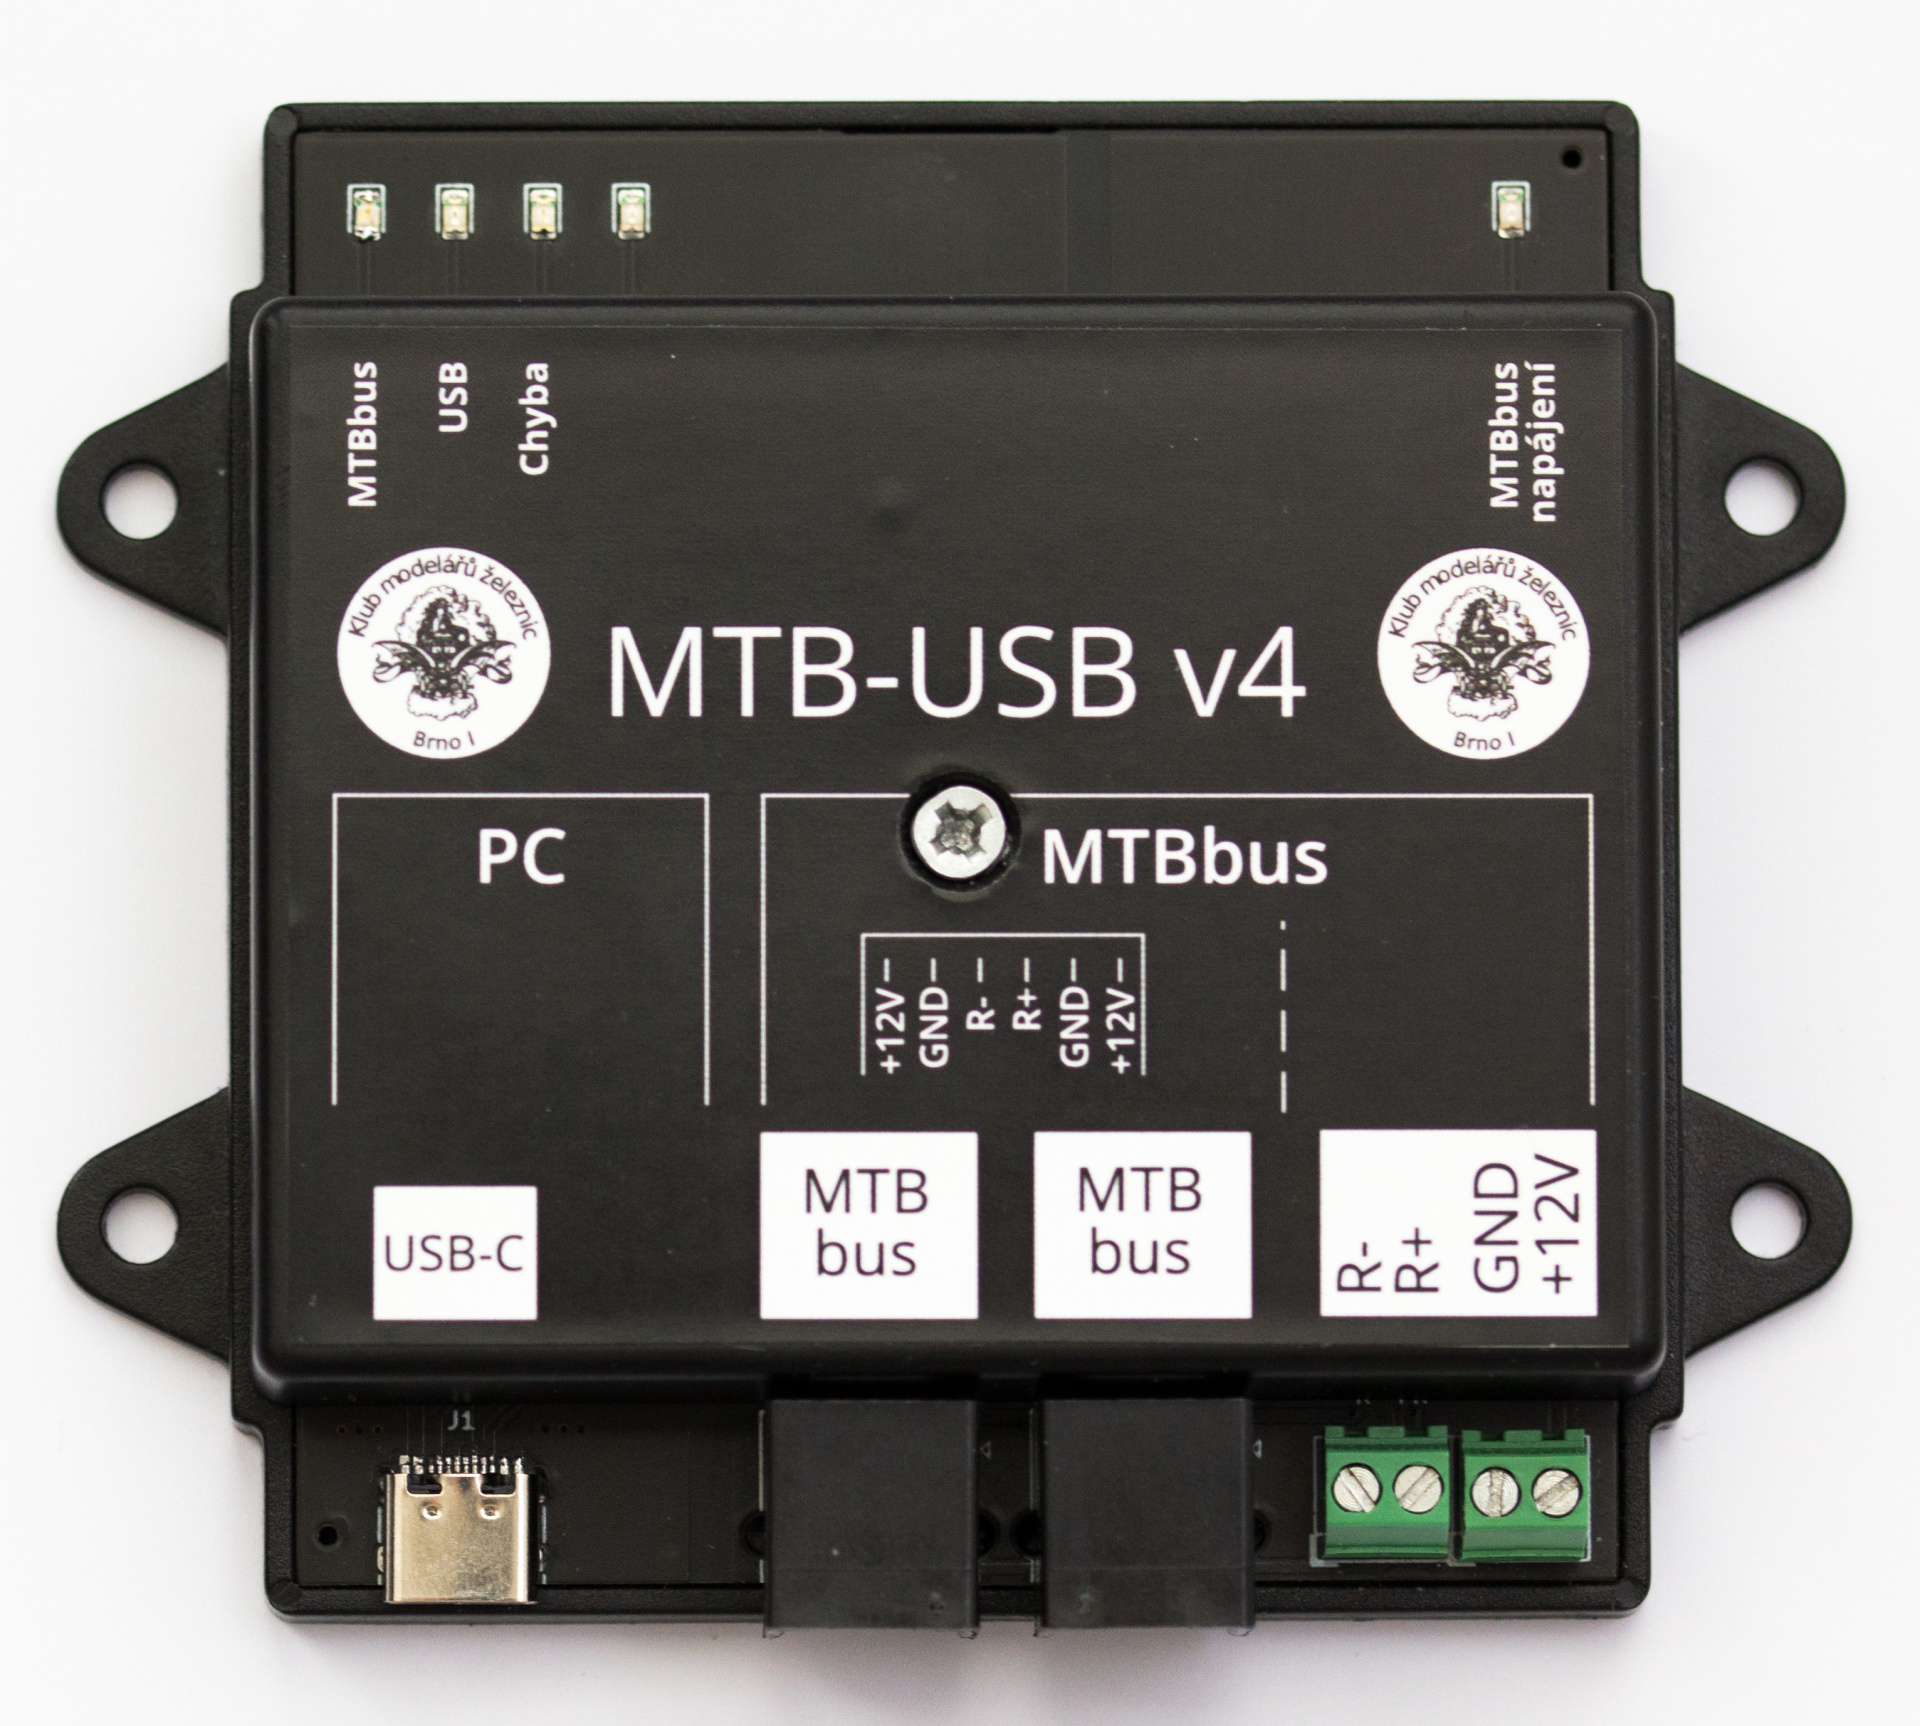 MTBbus
USB
Chyba
MTBbus
napájení
Klub modelářů železnic
Brno I
MTB-USB v4
Klub modelářů železnic
Brno I
PC
MTBbus
+12V
GND
R-
R+
GND
+12V
USB-C
MTB
bus
MTB
bus
R-
R+
GND
+12V
J1